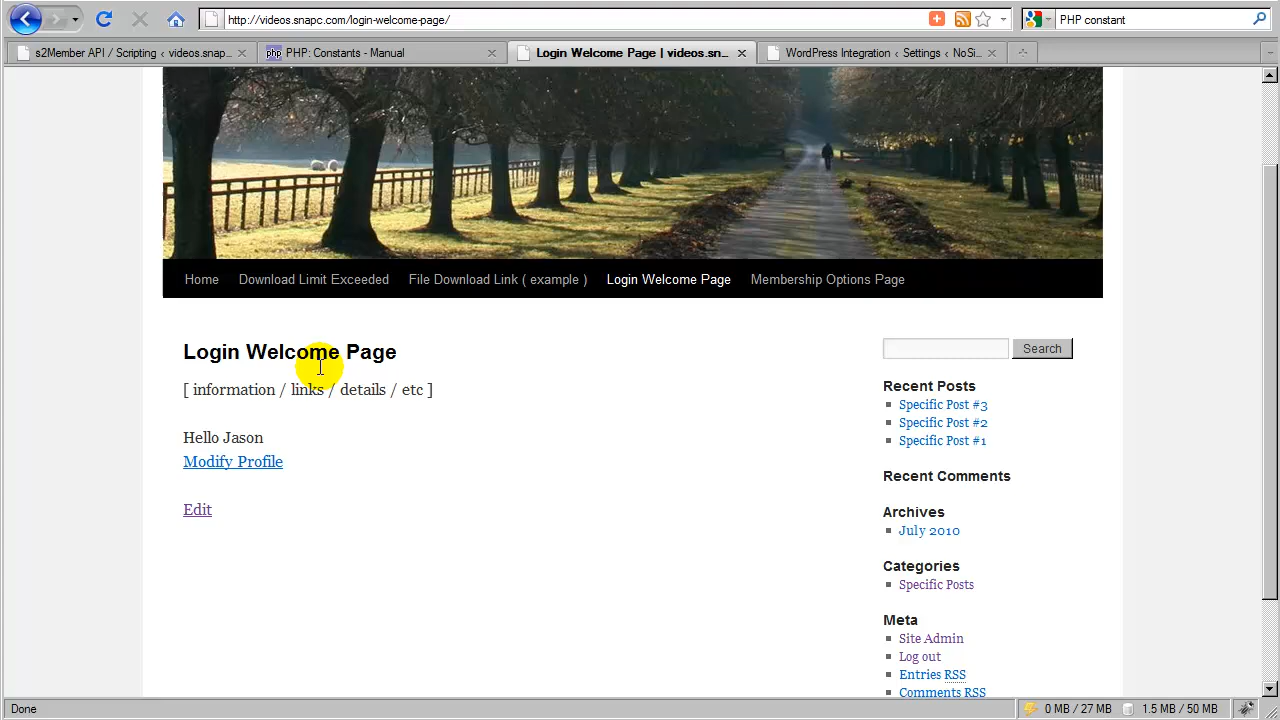 http://videos.snapc.com/login-welcome-page/
PHP constant
s2Member API / Scripting ‹ videos.snap...
php PHP: Constants - Manual
Login Welcome Page | videos.sn...
WordPress Integration ‹ Settings ‹ NoSi...
Home
Download Limit Exceeded
File Download Link ( example )
Login Welcome Page
Membership Options Page
Login Welcome Page
[ information / links / details / etc ]
Hello Jason
Modify Profile
Edit
Search
Recent Posts
Specific Post #3
Specific Post #2
Specific Post #1
Recent Comments
Archives
July 2010
Categories
Specific Posts
Meta
Site Admin
Log out
Entries RSS
Comments RSS
Done
0 MB / 27 MB
1.5 MB / 50 MB